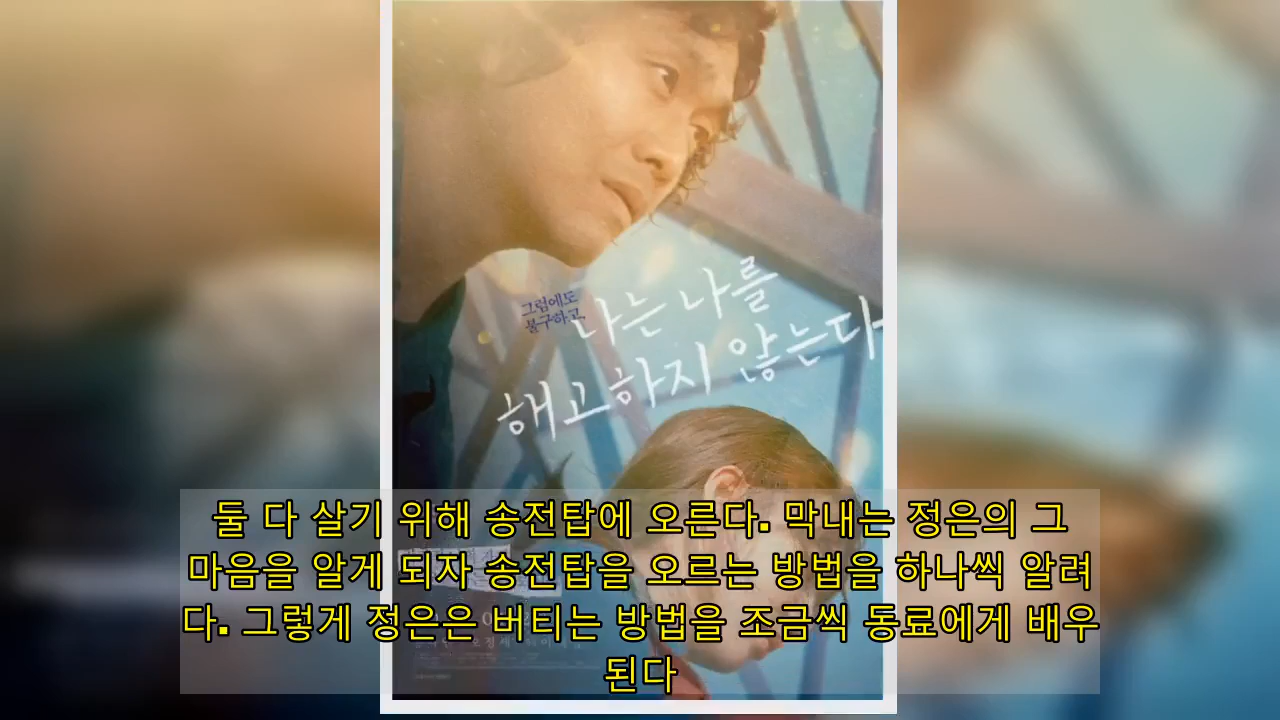 그럼에도
불구하고,
나는 나를
해고하지 않는다
둘 다 살기 위해 송전탑에 오른다. 막내는 정은의 그
마음을 알게 되자 송전탑을 오르는 방법을 하나씩 알려
다. 그렇게 정은은 버티는 방법을 조금씩 동료에게 배우
된다